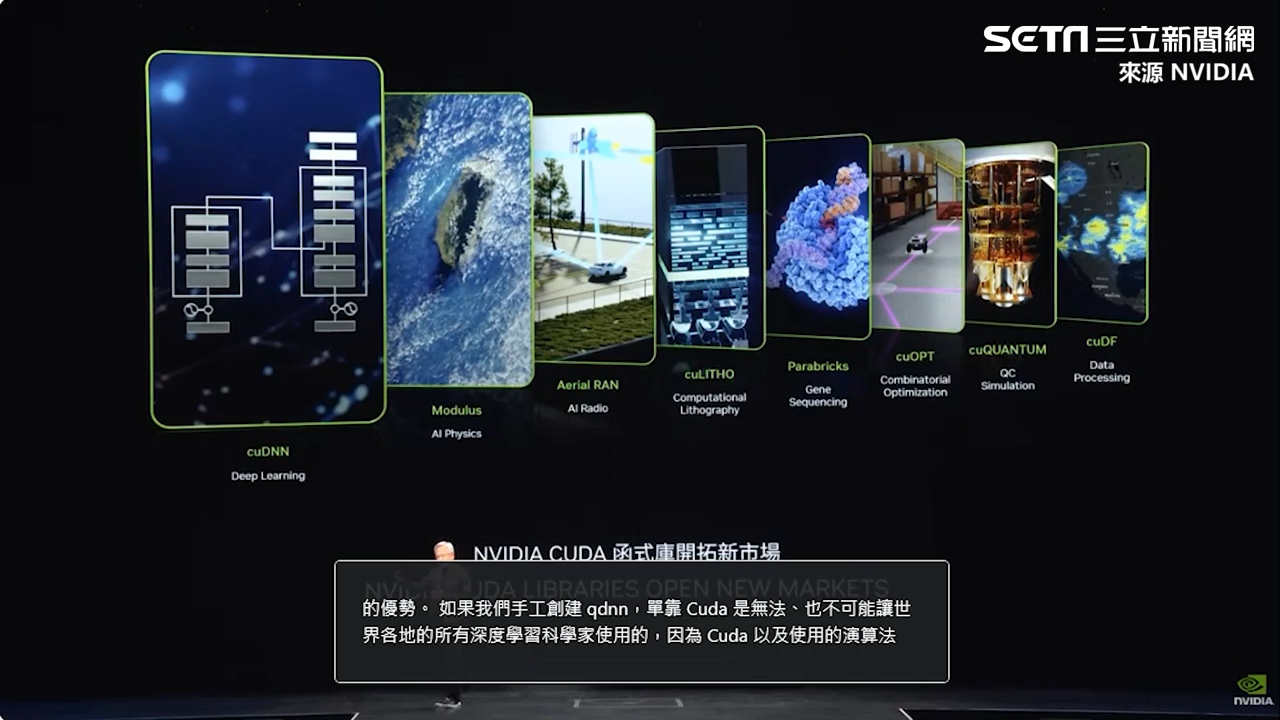 SETN三立新聞網
來源 NVIDIA
cuDNN
Deep Learning
Modulus
AI Physics
Aerial RAN
AI Radio
cuLITHO
Computational
Lithography
Parabricks
Gene
Sequencing
cuOPT
Combinatorial
Optimization
cuQUANTUM
QC
Simulation
cuDF
Data
Processing
NVIDIA CUDA 函式庫開拓新市場
CUDA LIBRARIES OPEN NEW MARKETS
的優勢。 如果我們手工創建 qdnn，單靠 Cuda 是無法、也不可能讓世
界各地的所有深度學習科學家使用的，因為 Cuda 以及使用的演算法
NVIDIA